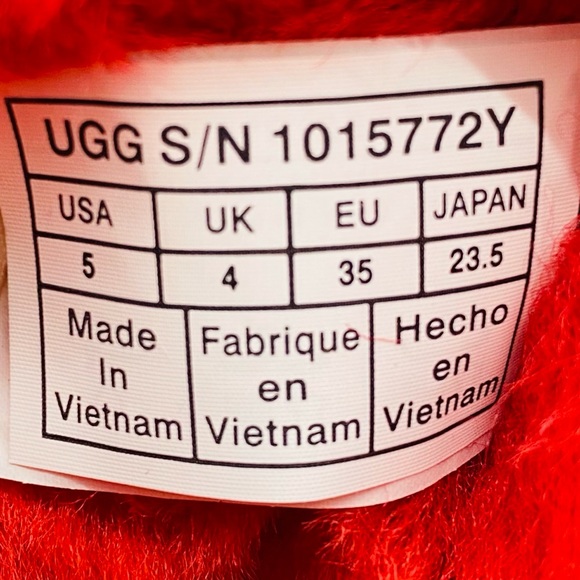 UGG S/N 1015772Y
USA UK EU JAPAN
5 4 35 23.5
Made
In
Vietnam
Fabrique
en
Vietnam
Hecho
en
Vietnam